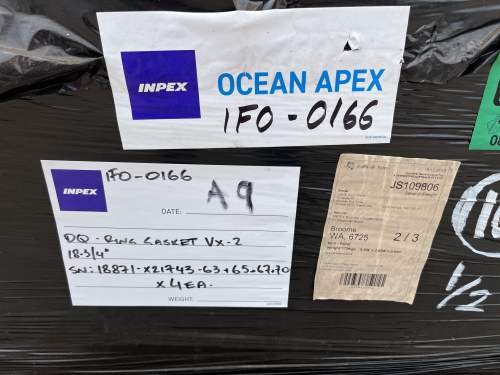 INPEX
OCEAN APEX
IFO-0166
INPEX
IFO-0166
A9
DATE:
DQ - RING GASKET VX-2
18-3/4"
SN: 18871-X21743-63+65+67.70
X 4EA.
WEIGHT:
JS109806
Broome
WA, 6725
2/3
1/2